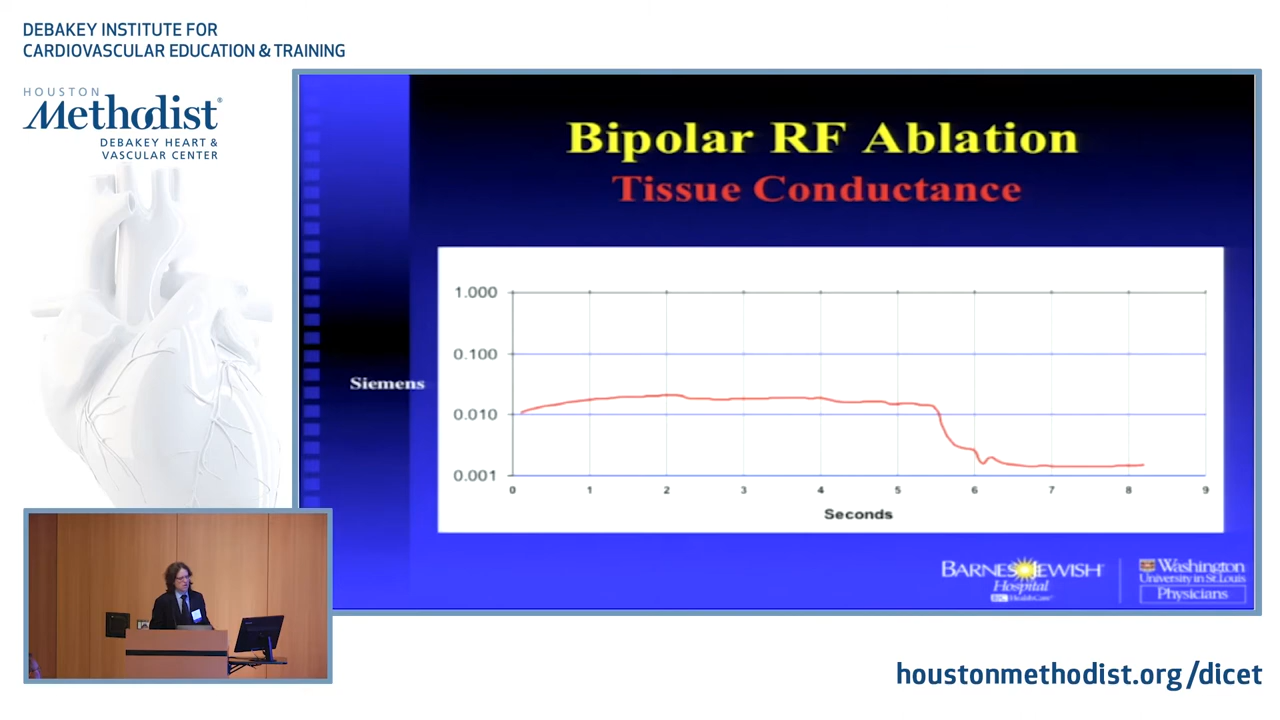 DEBAKEY INSTITUTE FOR
CARDIOVASCULAR EDUCATION & TRAINING
HOUSTON
Methodist®
DEBAKEY HEART &
VASCULAR CENTER
Bipolar RF Ablation
Tissue Conductance
Siemens
1.000
0.100
0.010
0.001
0 1 2 3 4 5 6 7 8 9
Seconds
BARNES JEWISH
Hospital
BJC HealthCare
Washington
University in St. Louis
Physicians
houstonmethodist.org/dicet